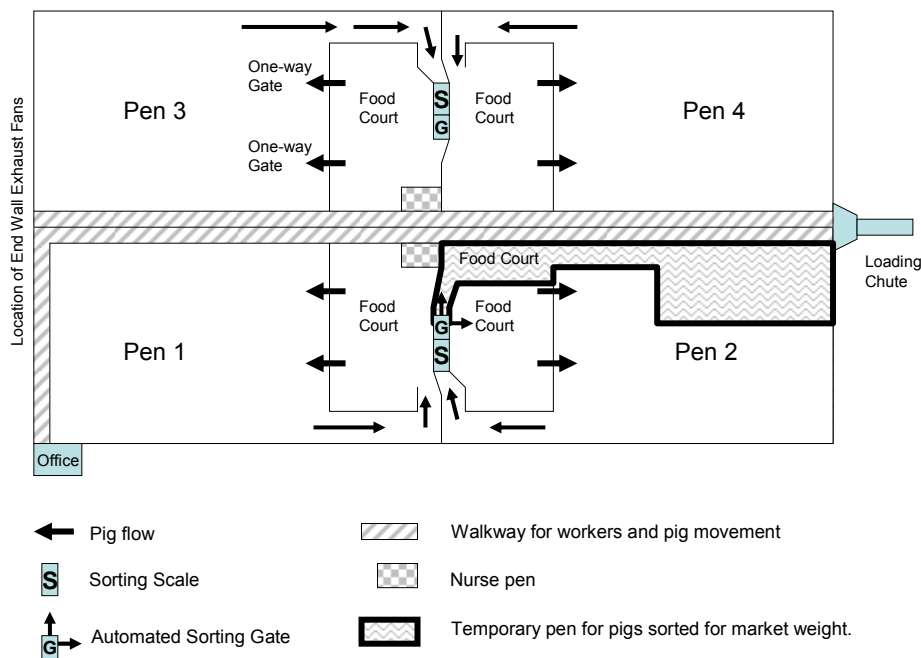 One-way
Gate
Pen 3
Food
Court
S
G
Food
Court
Pen 4
One-way
Gate
Location of End Wall Exhaust Fans
Food Court
Loading
Chute
Food
Court
G
S
Food
Court
Pen 1
Pen 2
Office
Pig flow
Walkway for workers and pig movement
S
Sorting Scale
Nurse pen
G
Automated Sorting Gate
Temporary pen for pigs sorted for market weight.